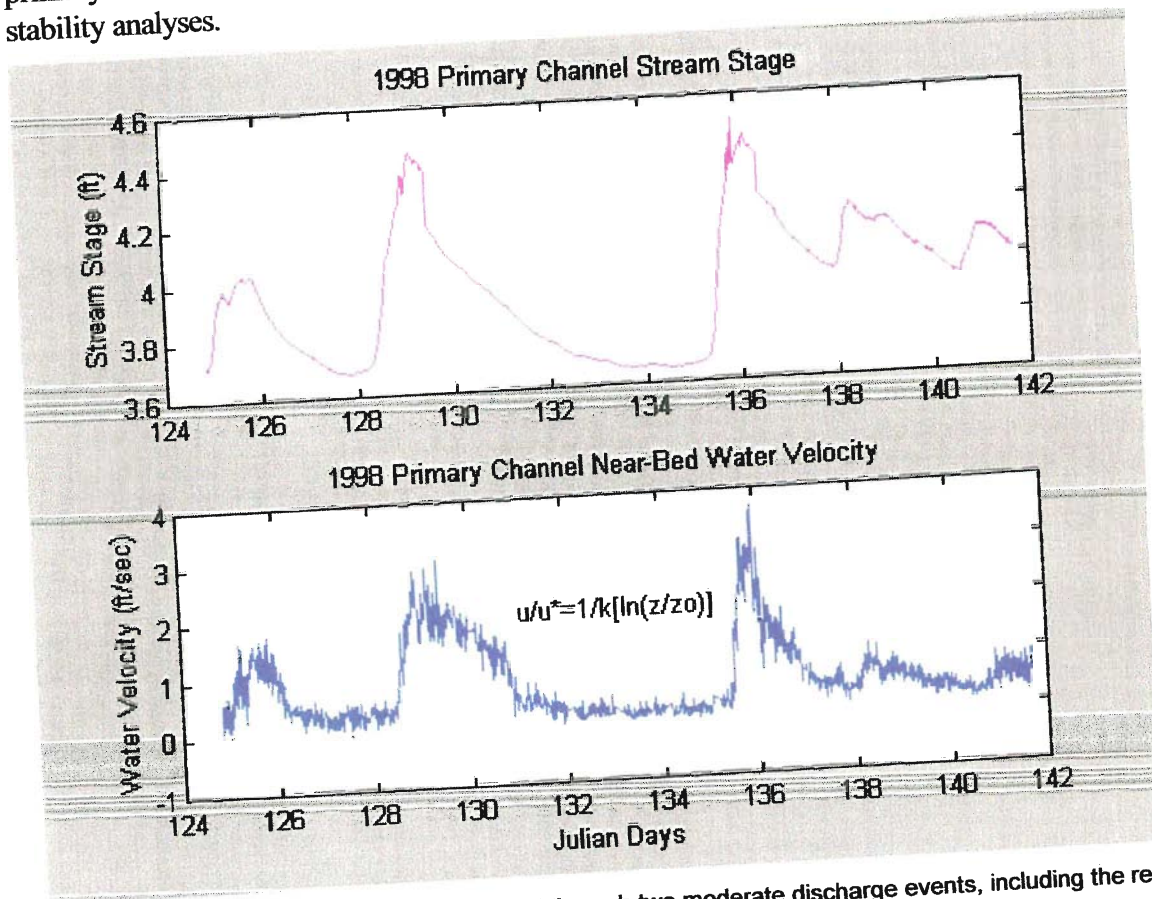 primary
stability analyses.
1998 Primary Channel Stream Stage
Stream Stage (ft)
4.6
4.4
4.2
4
3.8
3.6
124 126 128 130 132 134 136 138 140 142
1998 Primary Channel Near-Bed Water Velocity
Water Velocity (ft/sec)
4
3
2
1
0
-1
u/u*=1/k[ln(z/zo)]
124 126 128 130 132 134 136 138 140 142
Julian Days
two moderate discharge events, including the re